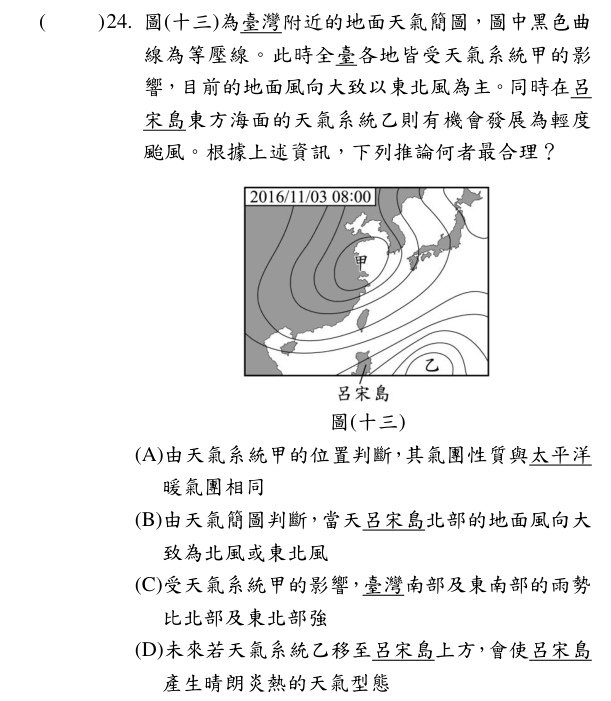 (　　)24. 圖(十三)為臺灣附近的地面天氣簡圖，圖中黑色曲
線為等壓線。此時全臺各地皆受天氣系統甲的影
響，目前的地面風向大致以東北風為主。同時在呂
宋島東方海面的天氣系統乙則有機會發展為輕度
颱風。根據上述資訊，下列推論何者最合理？
2016/11/03 08:00
甲
乙
呂宋島
圖(十三)
(A)由天氣系統甲的位置判斷，其氣團性質與太平洋
暖氣團相同
(B)由天氣簡圖判斷，當天呂宋島北部的地面風向大
致為北風或東北風
(C)受天氣系統甲的影響，臺灣南部及東南部的雨勢
比北部及東北部強
(D)未來若天氣系統乙移至呂宋島上方，會使呂宋島
產生晴朗炎熱的天氣型態